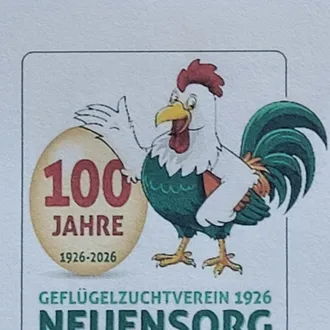 100
JAHRE
1926-2026
GEFLÜGELZUCHTVEREIN 1926
NEUENSORG